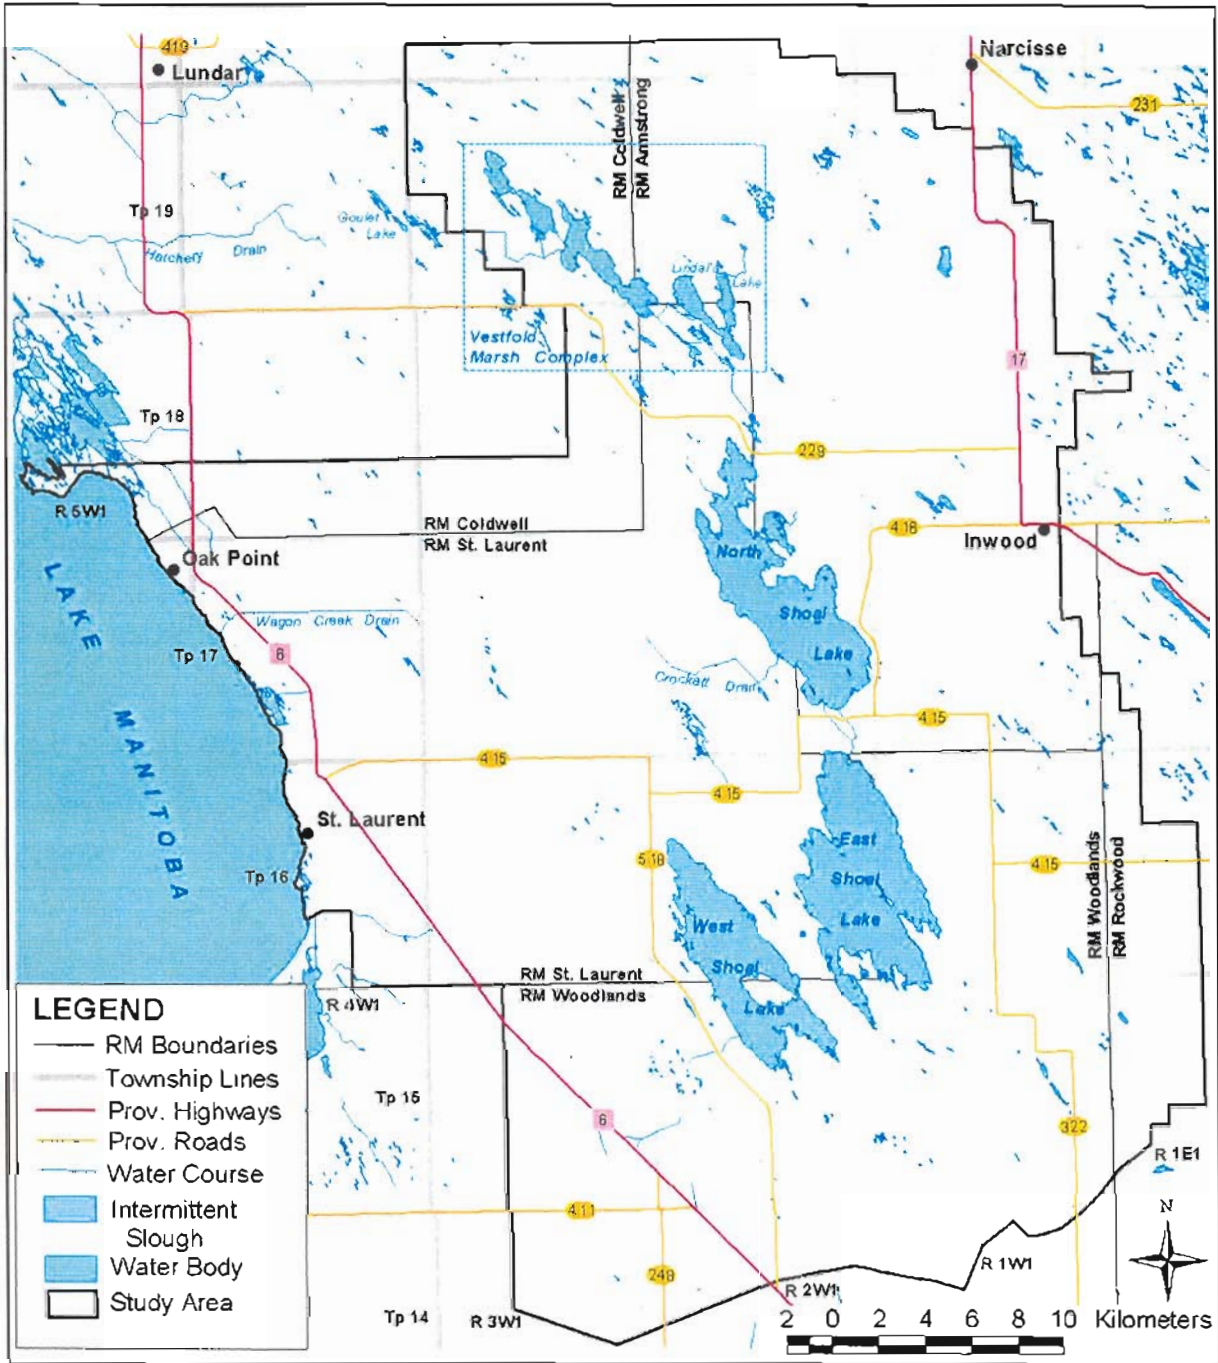 419
Lundar
Narcisse
231
RM Coldwell
RM Armstrong
Tp 19
Goulet
Lake
Hatchery Drain
Lindals
Lake
Vestfold
Marsh Complex
17
Tp 18
229
R 5W1
RM Coldwell
RM St. Laurent
418
Inwood
Oak Point
North
Shoal
Lake
LAKE
MANITOBA
Wagon Creek Drain
Tp 17
6
Crockatt Drain
415
415
415
St. Laurent
East
Shoal
Lake
518
415
Tp 16
West
Shoal
Lake
RM Woodlands
RM Rockwood
RM St. Laurent
RM Woodlands
R 4W1
LEGEND
RM Boundaries
Township Lines
Prov. Highways
Prov. Roads
Water Course
Intermittent
Slough
Water Body
Study Area
Tp 15
6
322
R 1E1
411
N
248
R 1W1
R 2W1
Tp 14
R 3W1
2 0 2 4 6 8 10 Kilometers